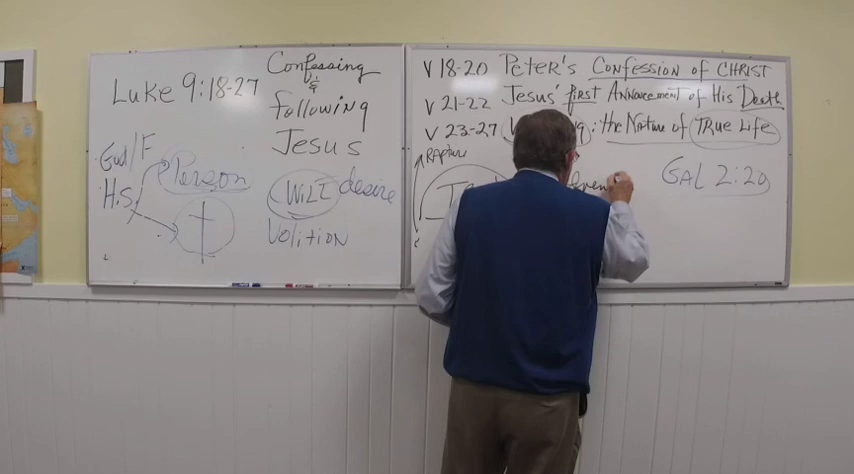 Luke 9:18-27
Confessing
&
following
Jesus
God/F
H.S.
Person
WILL desire
Volition
V 18-20 Peter's Confession of CHRIST
V 21-22 Jesus' first Announcement of His Death
V 23-27 : the Nature of TRUE Life
RAPTURE
GAL 2:20